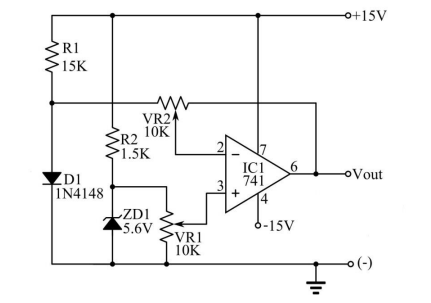 +15V
R1
15K
VR2
10K
R2
1.5K
2
−
7
IC1
741
6
Vout
3
+
4
D1
1N4148
ZD1
5.6V
VR1
10K
-15V
(-)